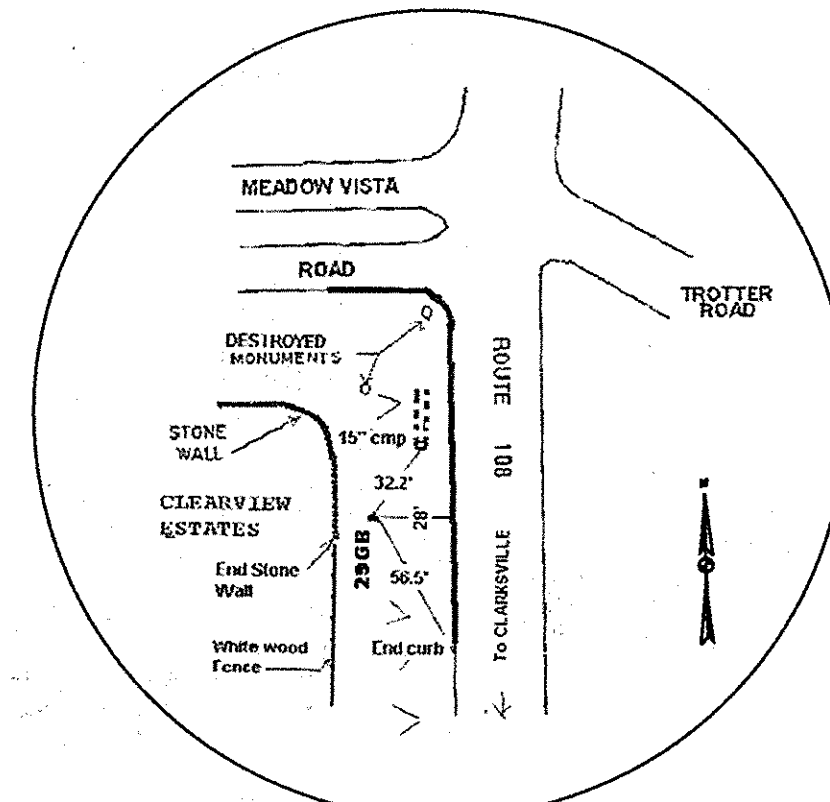 MEADOW VISTA
ROAD
TROTTER
ROAD
DESTROYED
MONUMENTS
ROUTE 108
STONE
WALL
15" cmp
32.2'
CLEARVIEW
ESTATES
28'
29GB
End Stone
Wall
56.5'
To CLARKSVILLE
White wood
Fence
End curb
N